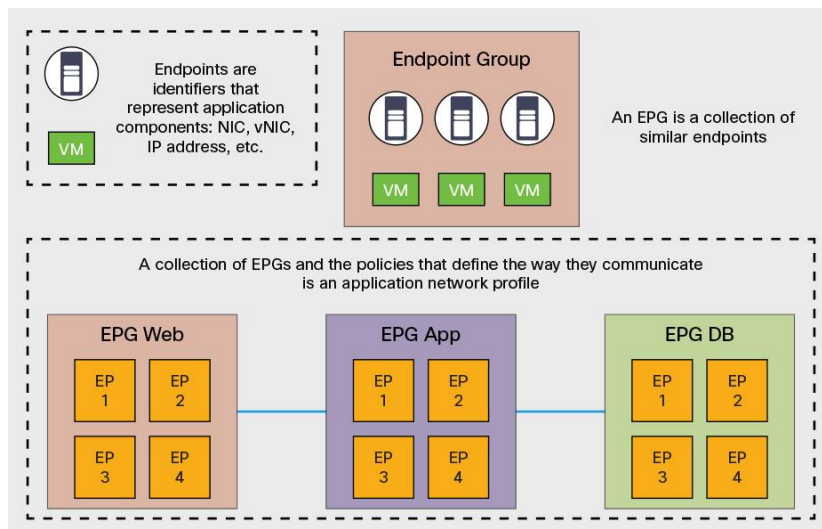 Endpoints are
identifiers that
represent application
components: NIC, vNIC,
IP address, etc.
VM
Endpoint Group
VM VM VM
An EPG is a collection of
similar endpoints
A collection of EPGs and the policies that define the way they communicate
is an application network profile
EPG Web
EP
1
EP
2
EP
3
EP
4
EPG App
EP
1
EP
2
EP
3
EP
4
EPG DB
EP
1
EP
2
EP
3
EP
4